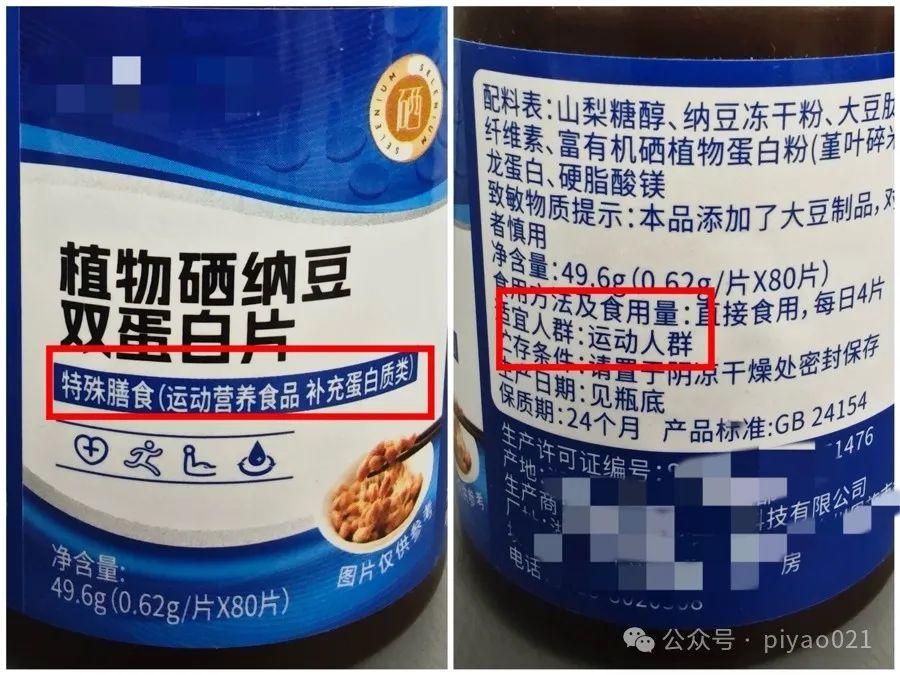 SELENIUM
硒
SELENIUM
植物硒纳豆
双蛋白片
特殊膳食(运动营养食品 补充蛋白质类)
净含量:
49.6g(0.62g/片X80片)
图片仅供参考
配料表:山梨糖醇、纳豆冻干粉、大豆肽
纤维素、富有机硒植物蛋白粉(堇叶碎米
龙蛋白、硬脂酸镁
致敏物质提示:本品添加了大豆制品,对
者慎用
净含量:49.6g(0.62g/片X80片)
食用方法及食用量:直接食用,每日4片
适宜人群:运动人群
贮存条件:请置于阴凉干燥处密封保存
生产日期:见瓶底
保质期:24个月 产品标准:GB 24154
生产许可证编号: 1476
产地:
生产商 科技有限公司
电话 房
供参考
公众号 · piyao021